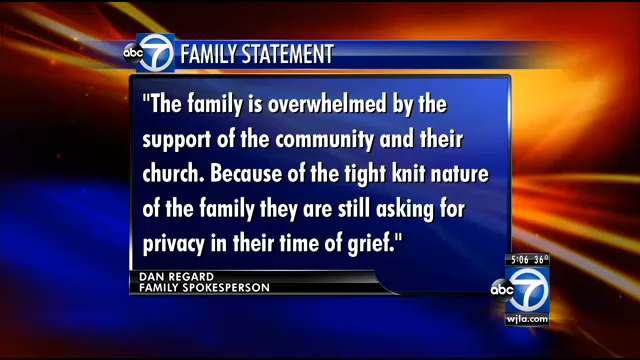 abc 7 FAMILY STATEMENT
"The family is overwhelmed by the
support of the community and their
church. Because of the tight knit nature
of the family they are still asking for
privacy in their time of grief."
DAN REGARD
FAMILY SPOKESPERSON
5:06 36°
abc 7
wjla.com